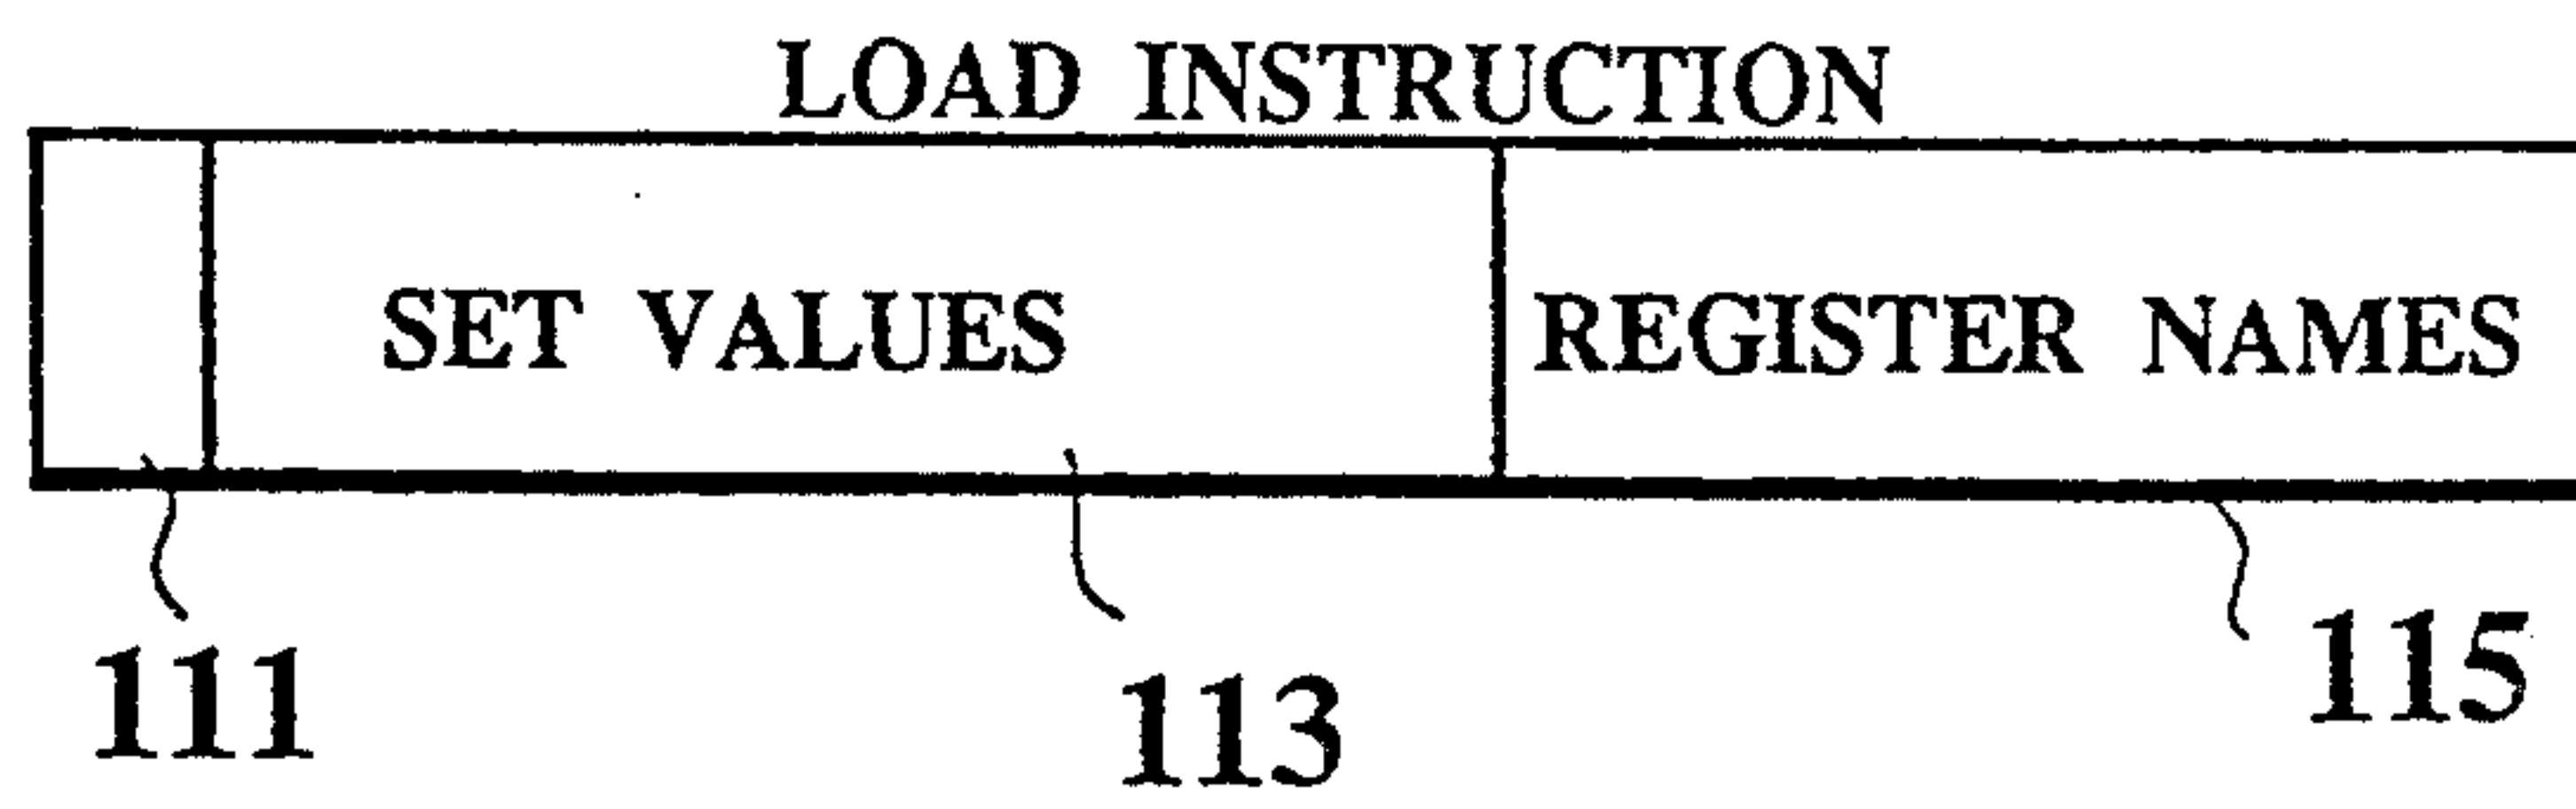 LOAD INSTRUCTION
SET VALUES REGISTER NAMES
111 113 115